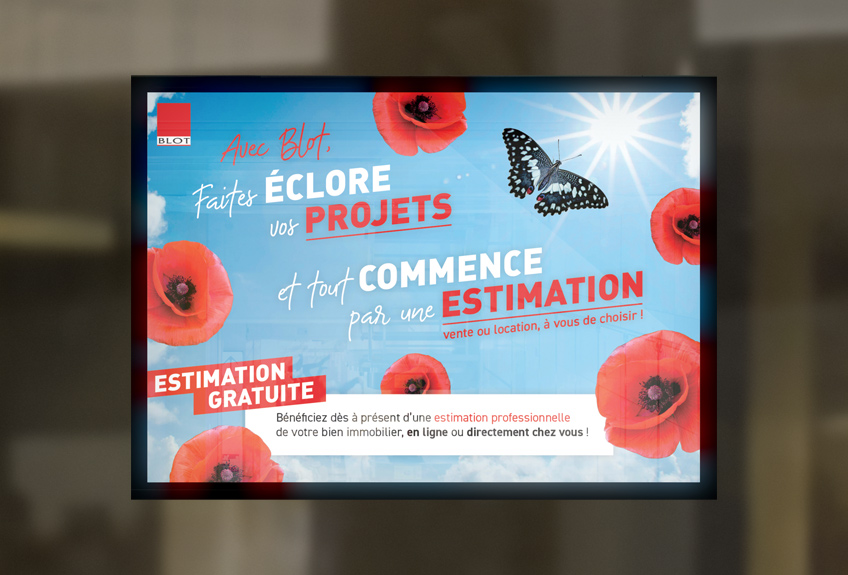 BLOT
Avec Blot,
Faites ÉCLORE
vos PROJETS
et tout COMMENCE
par une ESTIMATION
vente ou location, à vous de choisir !
ESTIMATION
GRATUITE
Bénéficiez dès à présent d'une estimation professionnelle
de votre bien immobilier, en ligne ou directement chez vous !